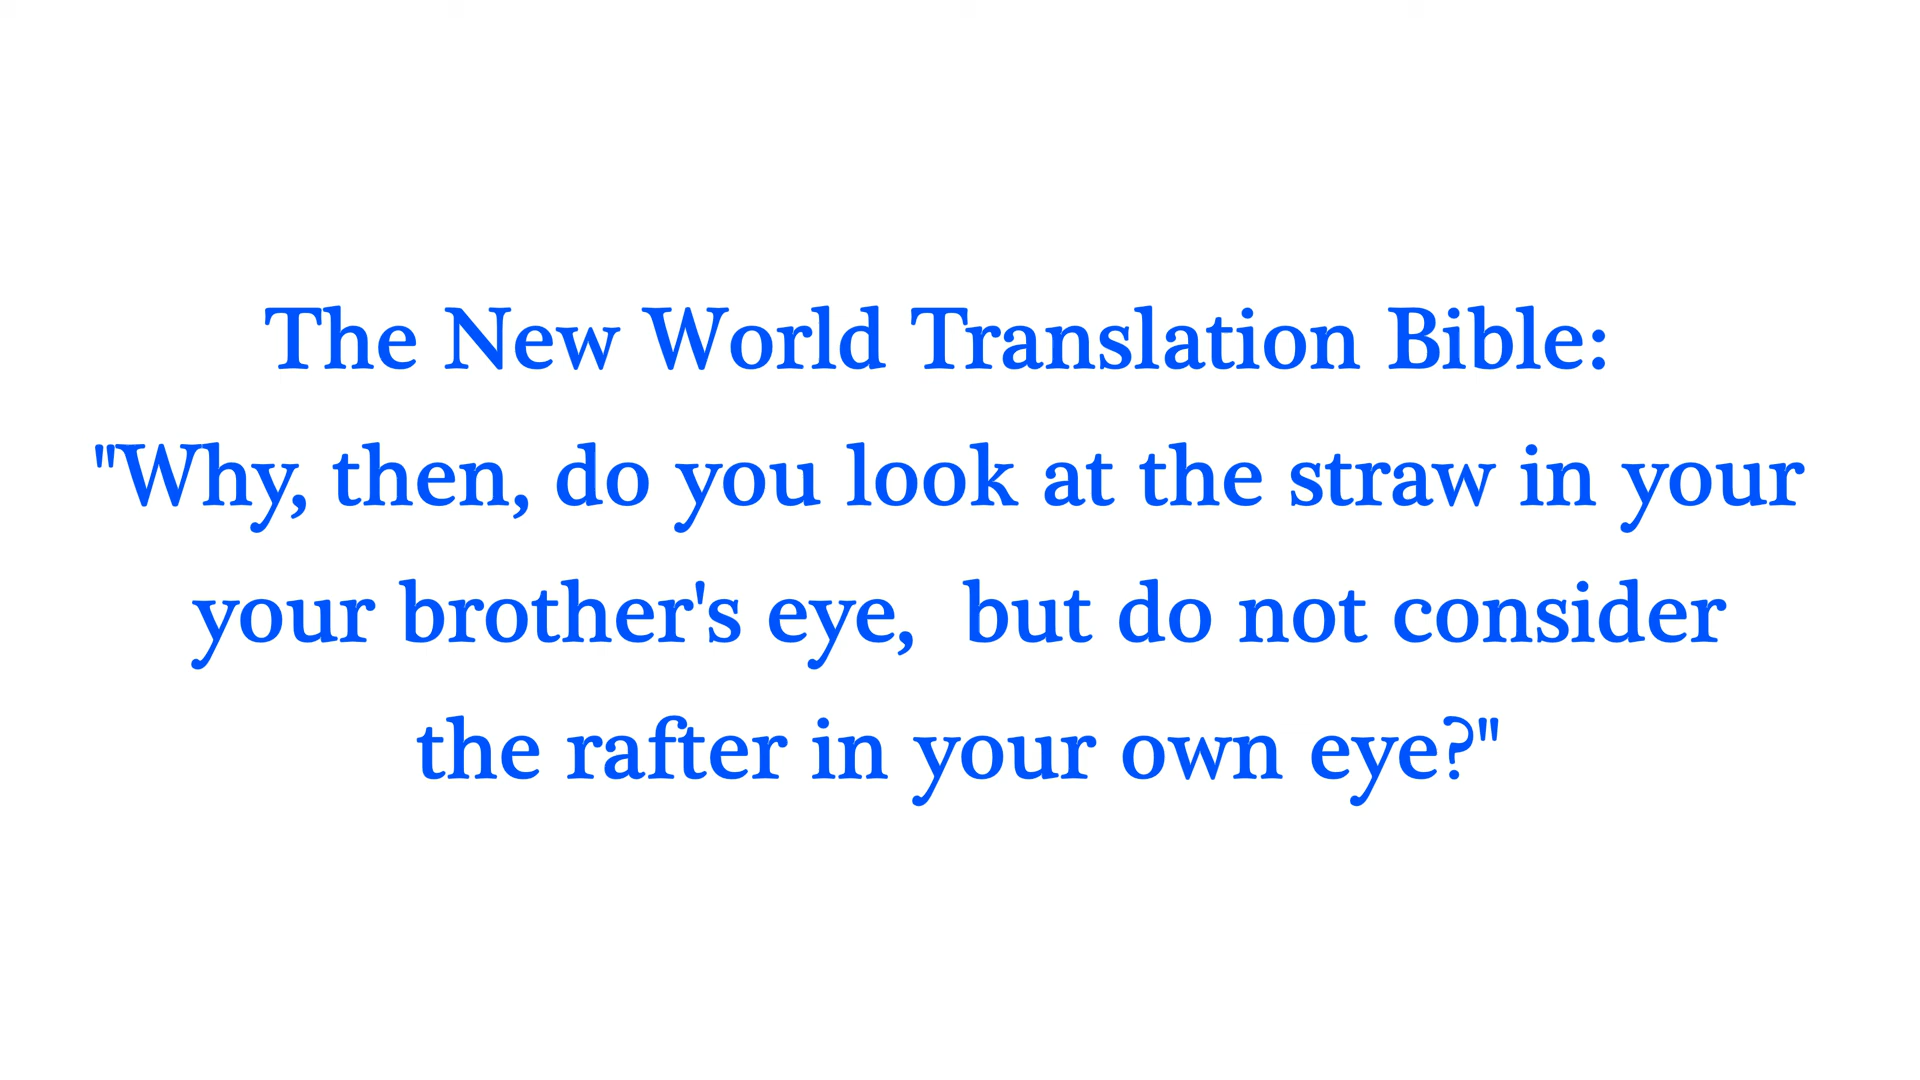 The New World Translation Bible:
"Why, then, do you look at the straw in your
your brother's eye,  but do not consider
the rafter in your own eye?"